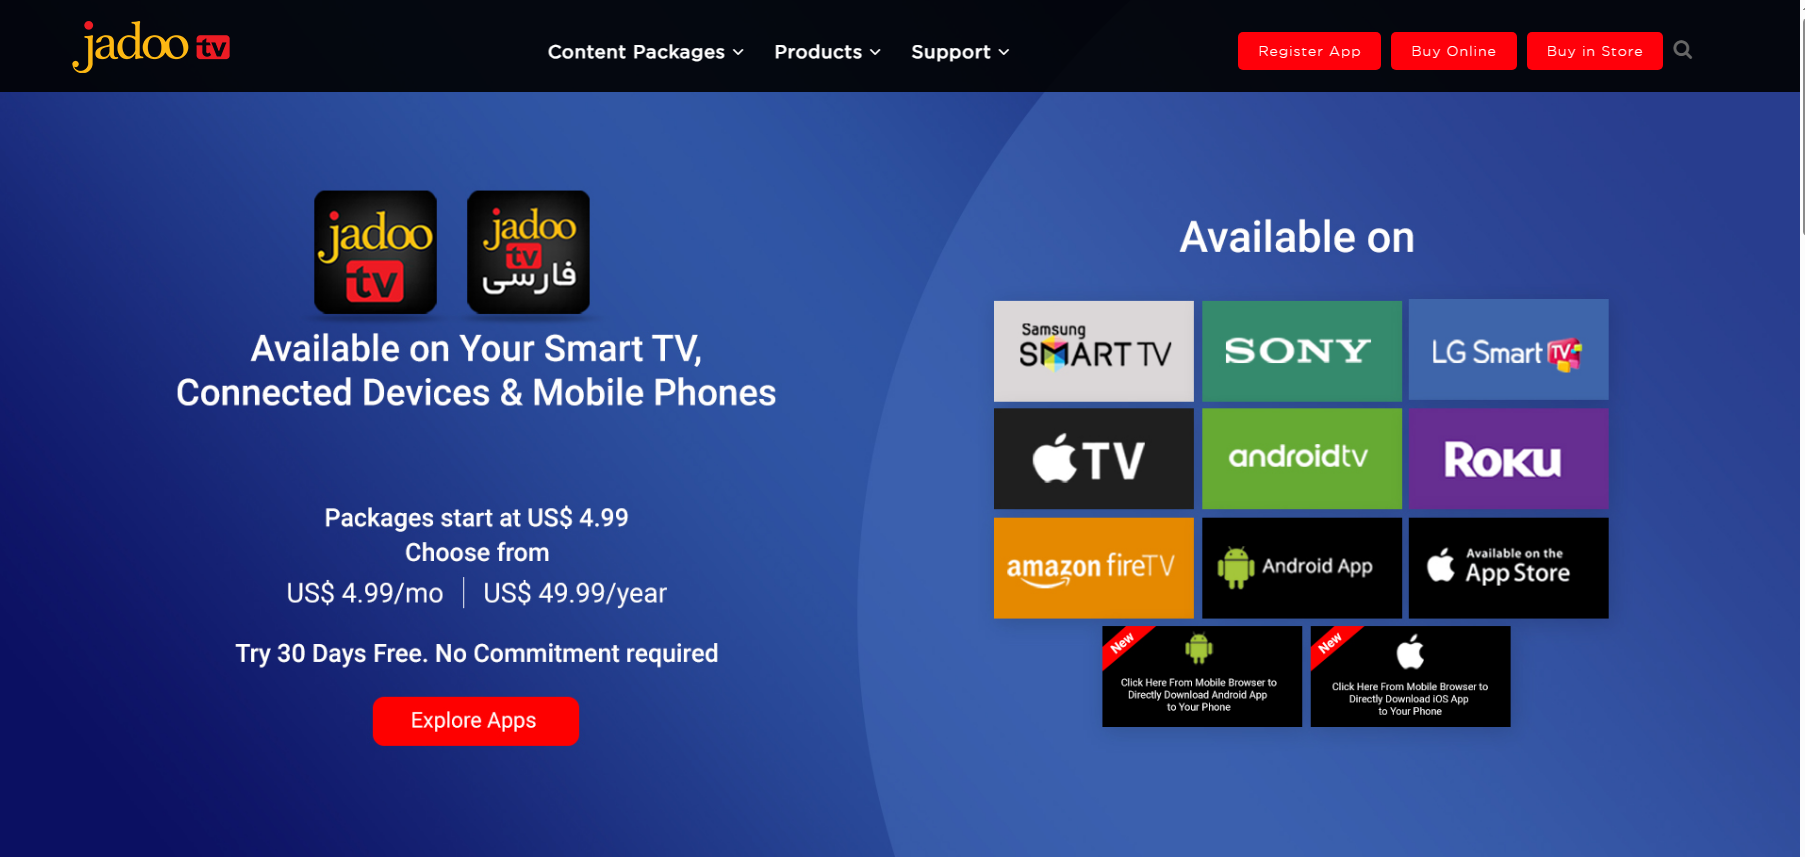 jadoo tv
Content Packages
Products
Support
Register App
Buy Online
Buy in Store
jadoo
tv
jadoo
tv
فارسی
Available on Your Smart TV,
Connected Devices & Mobile Phones
Packages start at US$ 4.99
Choose from
US$ 4.99/mo | US$ 49.99/year
Try 30 Days Free. No Commitment required
Explore Apps
Available on
Samsung
SMART TV
SONY
LG Smart TV
TV
androidtv
ROKU
amazon fireTV
Android App
Available on the
App Store
New
Click Here From Mobile Browser to
Directly Download Android App
to Your Phone
New
Click Here From Mobile Browser to
Directly Download iOS App
to Your Phone